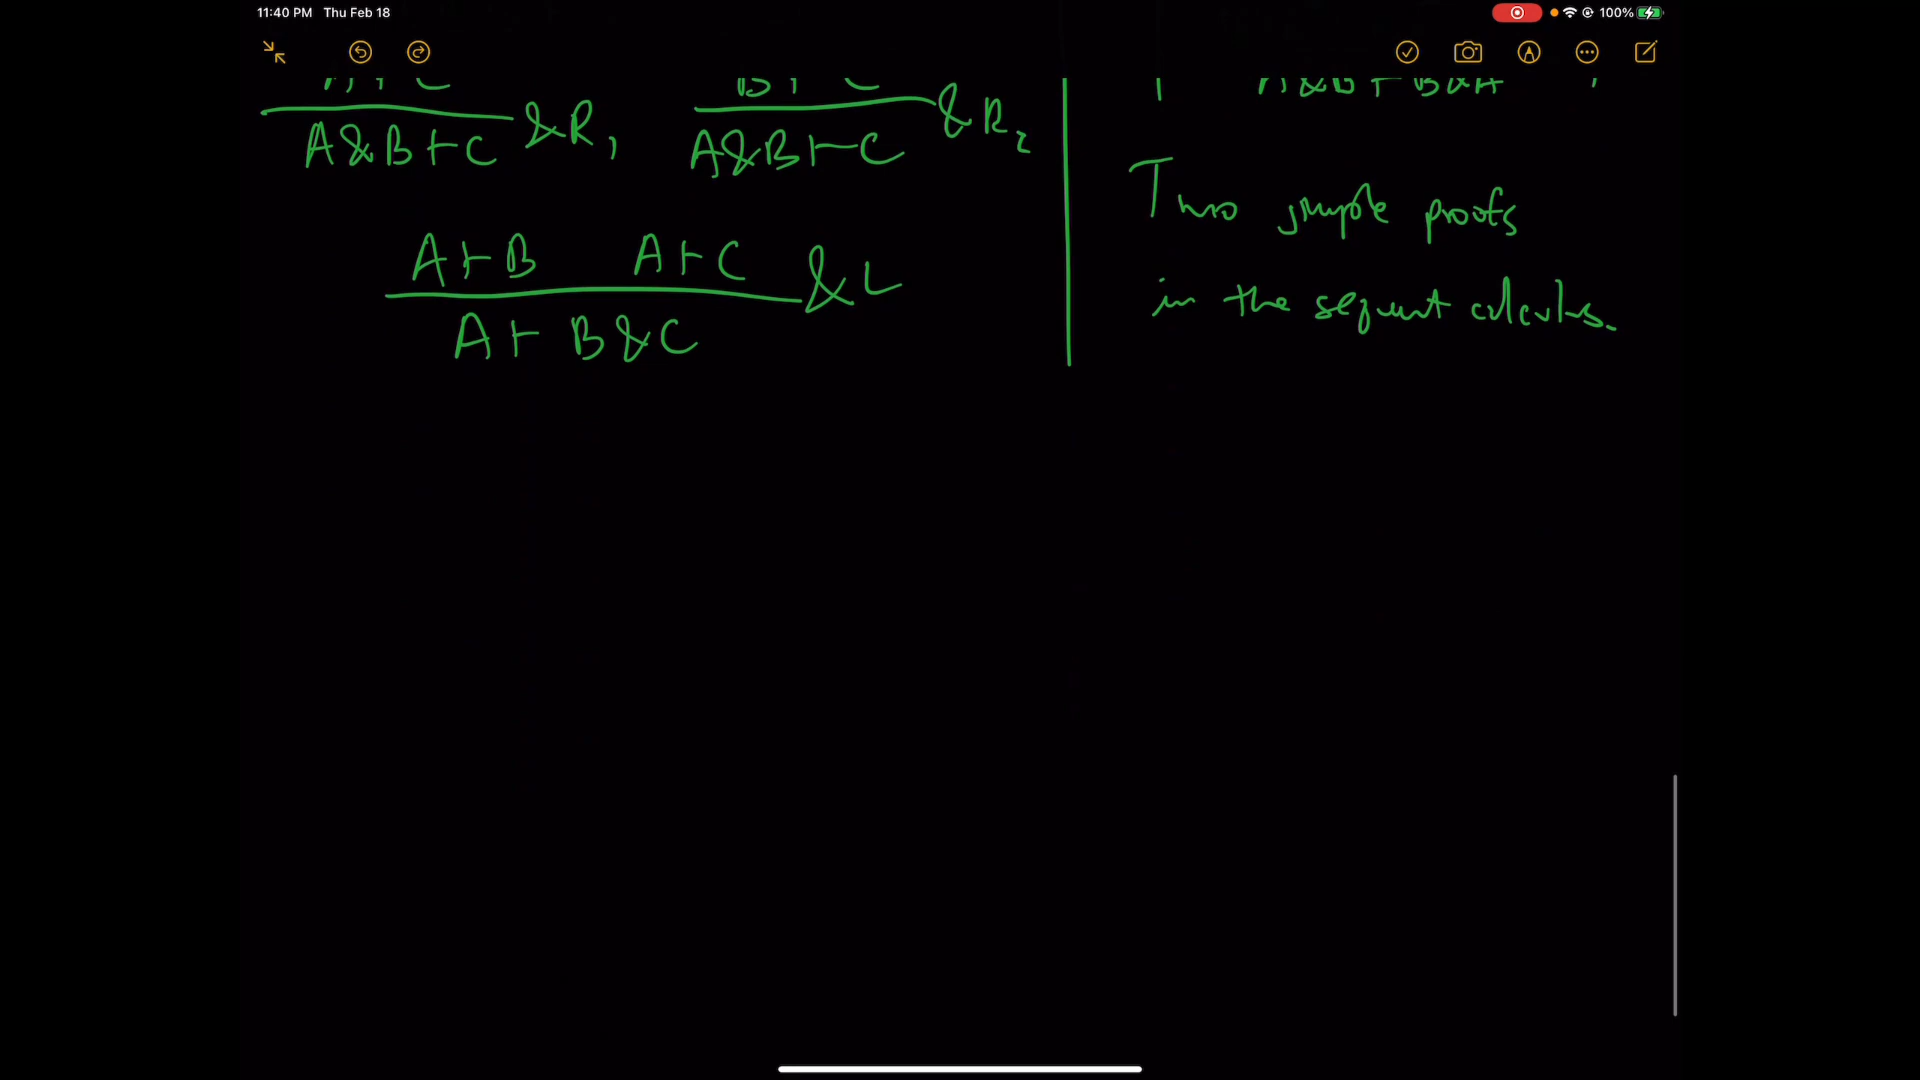 11:40 PM Thu Feb 18
100%
A&B ⊢ C &R₁
A&B ⊢ C &R₂
A ⊢ B A ⊢ C &L
A ⊢ B&C
A&B ⊢ B&A
Two simple proofs
in the sequent calculus.